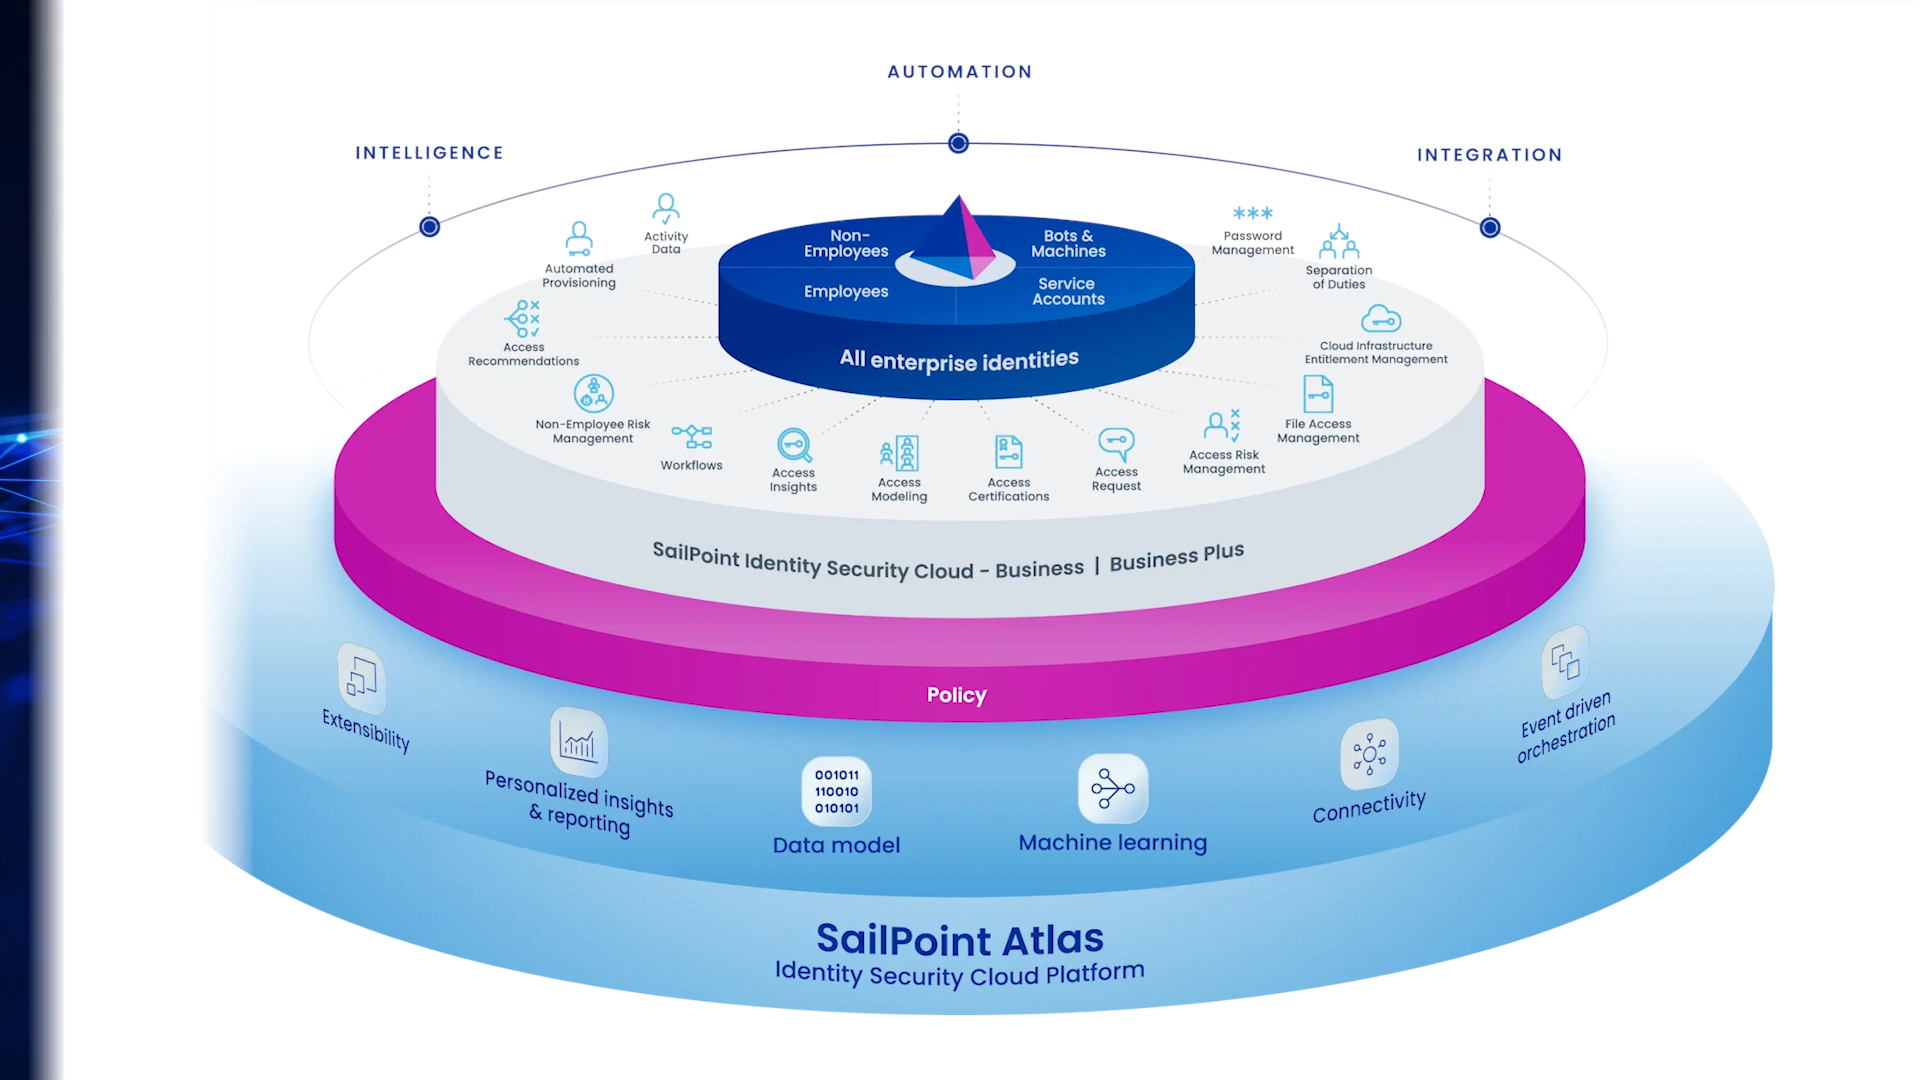 AUTOMATION
INTELLIGENCE
INTEGRATION
Activity
Data
Automated
Provisioning
Access
Recommendations
Non-Employee Risk
Management
Workflows
Access
Insights
Access
Modeling
Access
Certifications
Access
Request
Access Risk
Management
File Access
Management
Cloud Infrastructure
Entitlement Management
Separation
of Duties
Password
Management
Non-
Employees
Bots &
Machines
Employees
Service
Accounts
All enterprise identities
SailPoint Identity Security Cloud - Business | Business Plus
Policy
Extensibility
Personalized insights
& reporting
001011
110010
010101
Data model
Machine learning
Connectivity
Event driven
orchestration
SailPoint Atlas
Identity Security Cloud Platform